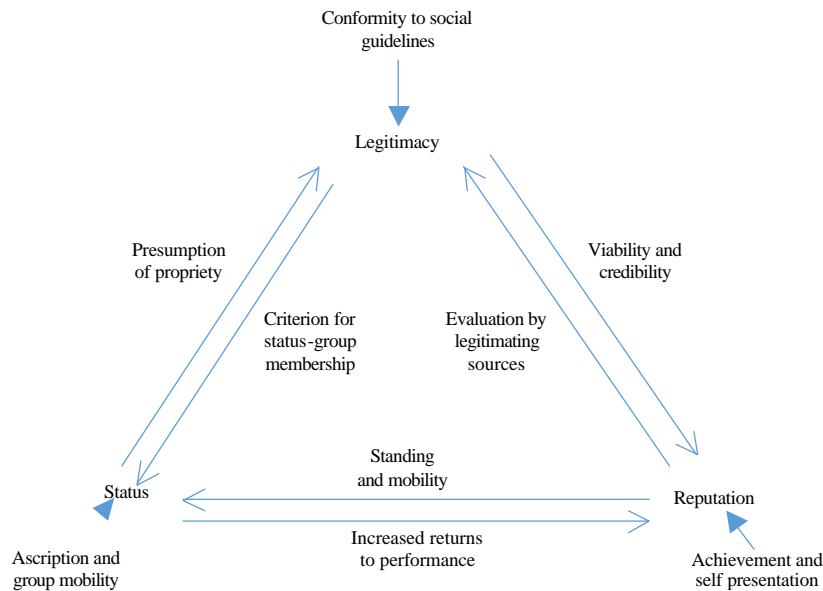 Conformity to social
guidelines
Legitimacy
Presumption
of propriety
Viability and
credibility
Criterion for
status-group
membership
Evaluation by
legitimating
sources
Standing
and mobility
Status
Reputation
Increased returns
to performance
Ascription and
group mobility
Achievement and
self presentation